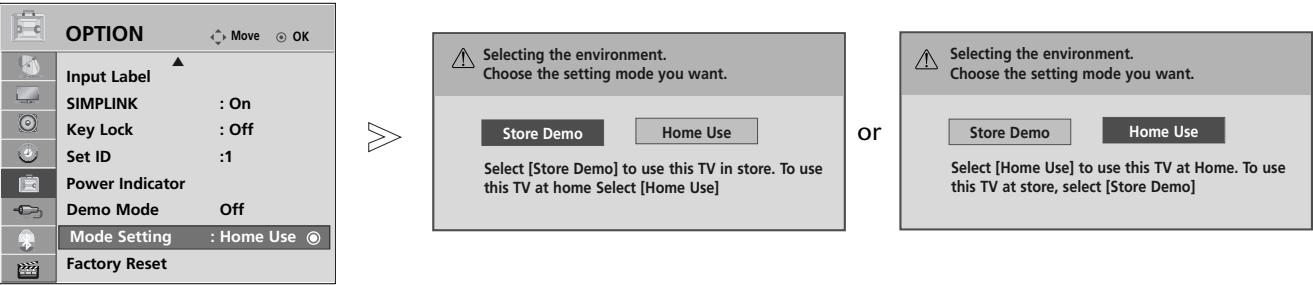 OPTION Move OK
Input Label
SIMPLINK : On
Key Lock : Off
Set ID :1
Power Indicator
Demo Mode Off
Mode Setting : Home Use
Factory Reset
Selecting the environment.
Choose the setting mode you want.
Store Demo Home Use
Select [Store Demo] to use this TV in store. To use
this TV at home Select [Home Use]
or
Selecting the environment.
Choose the setting mode you want.
Store Demo Home Use
Select [Home Use] to use this TV at Home. To use
this TV at store, select [Store Demo]